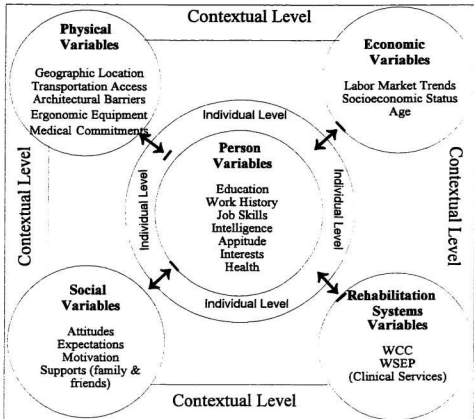 Contextual Level
Physical
Variables
Geographic Location
Transportation Access
Architectural Barriers
Ergonomic Equipment
Medical Commitments
Economic
Variables
Labor Market Trends
Socioeconomic Status
Age
Contextual Level
Contextual Level
Individual Level
Individual Level
Individual Level
Individual Level
Person
Variables
Education
Work History
Job Skills
Intelligence
Appitude
Interests
Health
Social
Variables
Attitudes
Expectations
Motivation
Supports (family &
friends)
Rehabilitation
Systems
Variables
WCC
WSEP
(Clinical Services)
Contextual Level